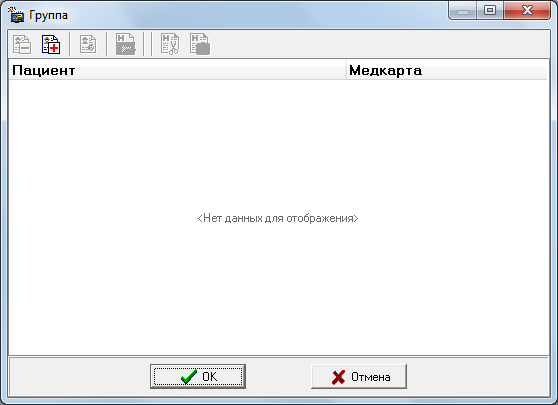 Группа
Пациент Медкарта
<Нет данных для отображения>
OK Отмена